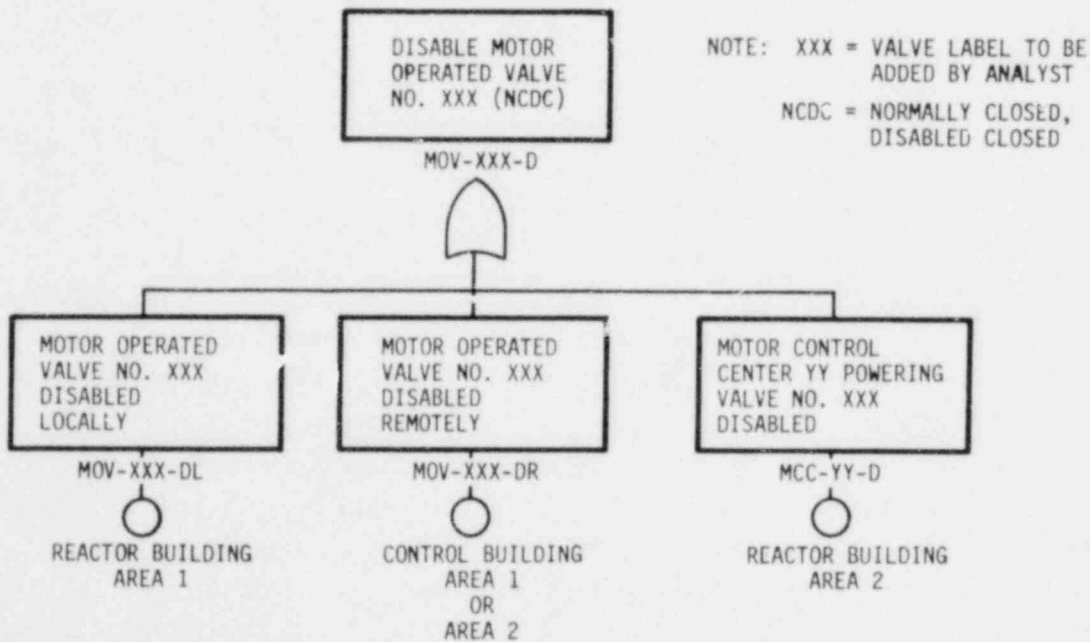 DISABLE MOTOR
OPERATED VALVE
NO. XXX (NCDC)
NOTE: XXX = VALVE LABEL TO BE
ADDED BY ANALYST
NCDC = NORMALLY CLOSED,
DISABLED CLOSED
MOV-XXX-D
MOTOR OPERATED
VALVE NO. XXX
DISABLED
LOCALLY
MOV-XXX-DL
REACTOR BUILDING
AREA 1
MOTOR OPERATED
VALVE NO. XXX
DISABLED
REMOTELY
MOV-XXX-DR
CONTROL BUILDING
AREA 1
OR
AREA 2
MOTOR CONTROL
CENTER YY POWERING
VALVE NO. XXX
DISABLED
MCC-YY-D
REACTOR BUILDING
AREA 2